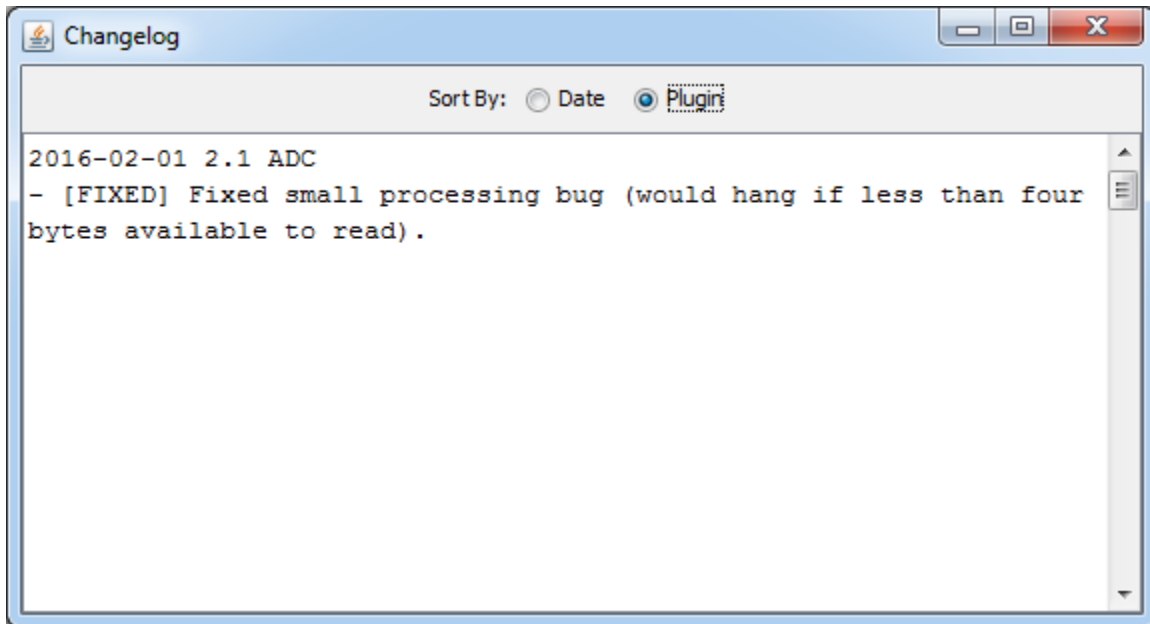 Changelog
Sort By: Date Plugin
2016-02-01 2.1 ADC
- [FIXED] Fixed small processing bug (would hang if less than four
bytes available to read).